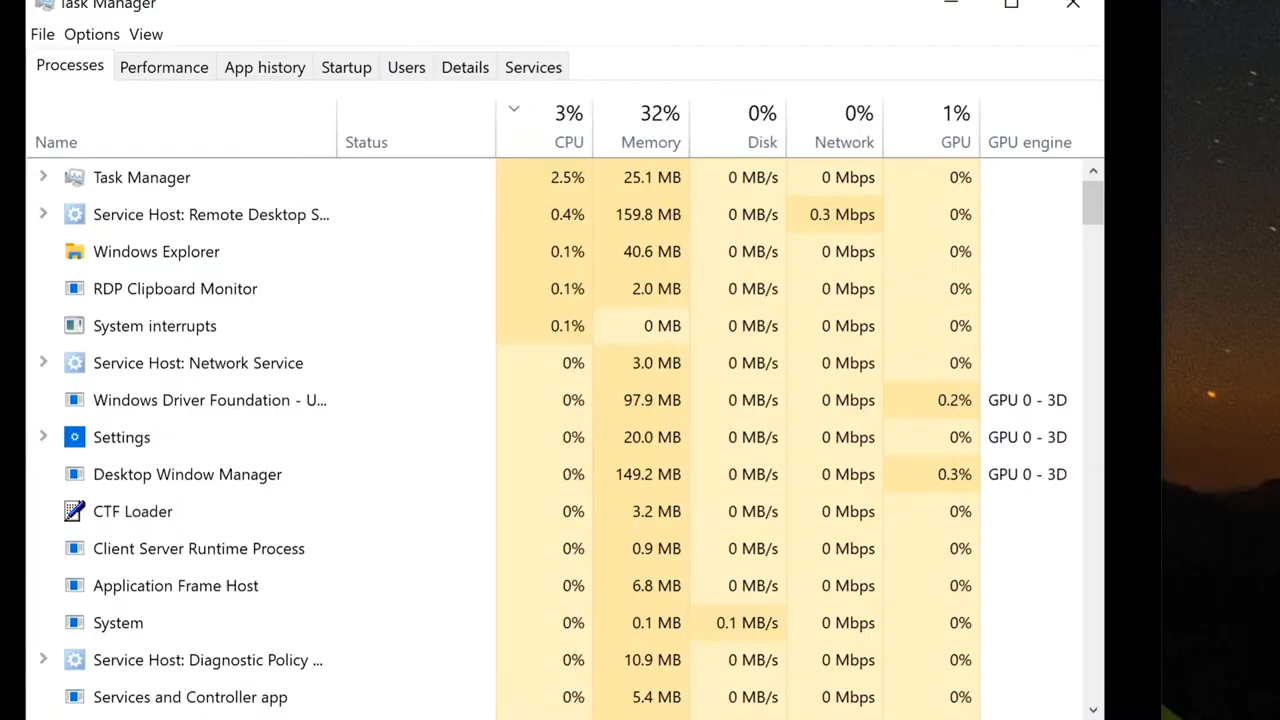 Task Manager
File Options View
Processes Performance App history Startup Users Details Services
3% 32% 0% 0% 1%
Name Status CPU Memory Disk Network GPU GPU engine
Task Manager 2.5% 25.1 MB 0 MB/s 0 Mbps 0%
Service Host: Remote Desktop S... 0.4% 159.8 MB 0 MB/s 0.3 Mbps 0%
Windows Explorer 0.1% 40.6 MB 0 MB/s 0 Mbps 0%
RDP Clipboard Monitor 0.1% 2.0 MB 0 MB/s 0 Mbps 0%
System interrupts 0.1% 0 MB 0 MB/s 0 Mbps 0%
Service Host: Network Service 0% 3.0 MB 0 MB/s 0 Mbps 0%
Windows Driver Foundation - U... 0% 97.9 MB 0 MB/s 0 Mbps 0.2% GPU 0 - 3D
Settings 0% 20.0 MB 0 MB/s 0 Mbps 0% GPU 0 - 3D
Desktop Window Manager 0% 149.2 MB 0 MB/s 0 Mbps 0.3% GPU 0 - 3D
CTF Loader 0% 3.2 MB 0 MB/s 0 Mbps 0%
Client Server Runtime Process 0% 0.9 MB 0 MB/s 0 Mbps 0%
Application Frame Host 0% 6.8 MB 0 MB/s 0 Mbps 0%
System 0% 0.1 MB 0.1 MB/s 0 Mbps 0%
Service Host: Diagnostic Policy ... 0% 10.9 MB 0 MB/s 0 Mbps 0%
Services and Controller app 0% 5.4 MB 0 MB/s 0 Mbps 0%